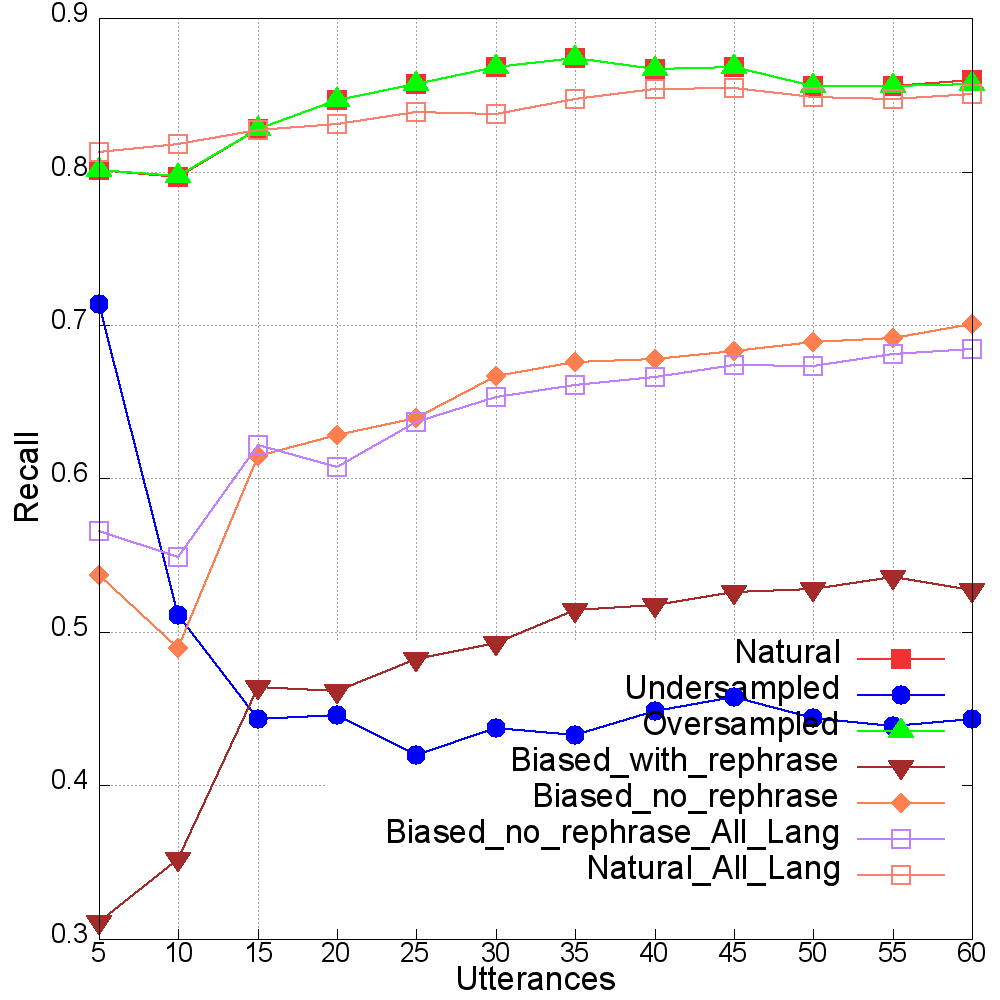 0.9
0.8
0.7
0.6
0.5
0.4
0.3
Recall
Natural
Undersampled
Oversampled
Biased_with_rephrase
Biased_no_rephrase
Biased_no_rephrase_All_Lang
Natural_All_Lang
5 10 15 20 25 30 35 40 45 50 55 60
Utterances